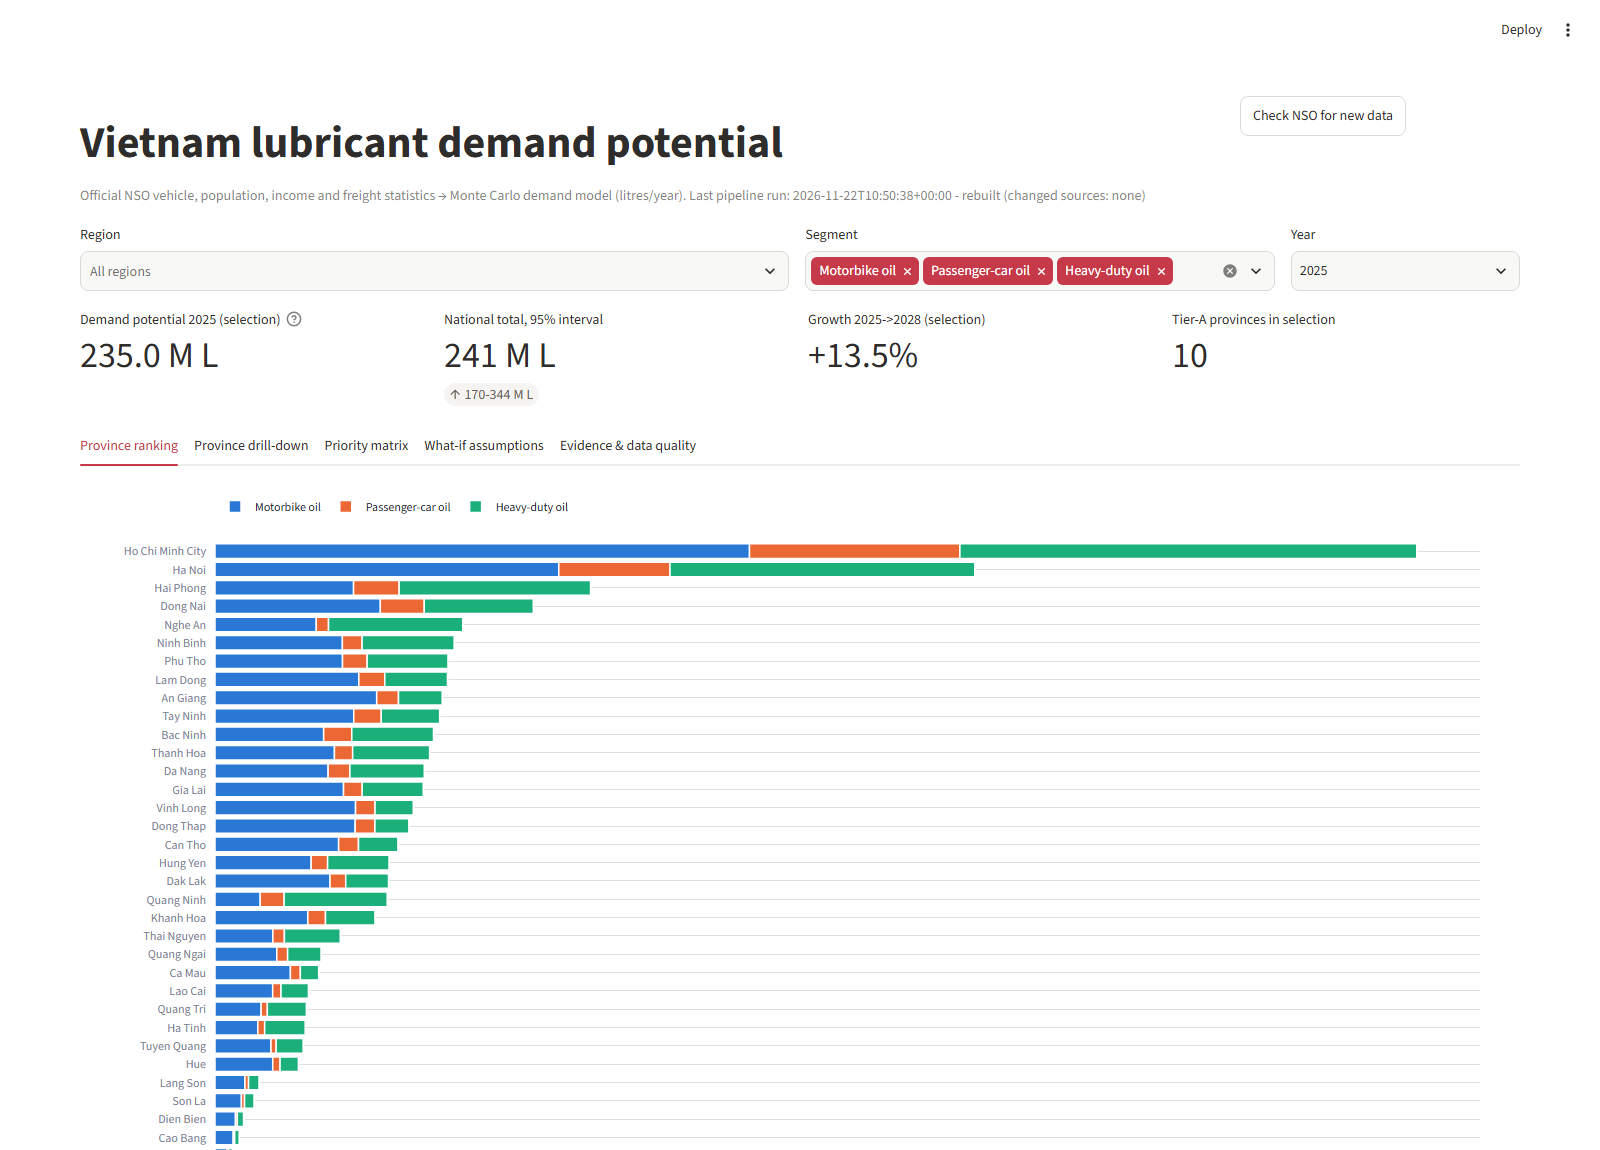 Deploy
Check NSO for new data
Vietnam lubricant demand potential
Official NSO vehicle, population, income and freight statistics → Monte Carlo demand model (litres/year). Last pipeline run: 2026-11-22T10:50:38+00:00 - rebuilt (changed sources: none)
Region
Segment
Year
All regions
Motorbike oil ×
Passenger-car oil ×
Heavy-duty oil ×
2025
Demand potential 2025 (selection)
National total, 95% interval
Growth 2025->2028 (selection)
Tier-A provinces in selection
235.0 M L
241 M L
+13.5%
10
↑ 170-344 M L
Province ranking
Province drill-down
Priority matrix
What-if assumptions
Evidence & data quality
Motorbike oil
Passenger-car oil
Heavy-duty oil
Ho Chi Minh City
Ha Noi
Hai Phong
Dong Nai
Nghe An
Ninh Binh
Phu Tho
Lam Dong
An Giang
Tay Ninh
Bac Ninh
Thanh Hoa
Da Nang
Gia Lai
Vinh Long
Dong Thap
Can Tho
Hung Yen
Dak Lak
Quang Ninh
Khanh Hoa
Thai Nguyen
Quang Ngai
Ca Mau
Lao Cai
Quang Tri
Ha Tinh
Tuyen Quang
Hue
Lang Son
Son La
Dien Bien
Cao Bang